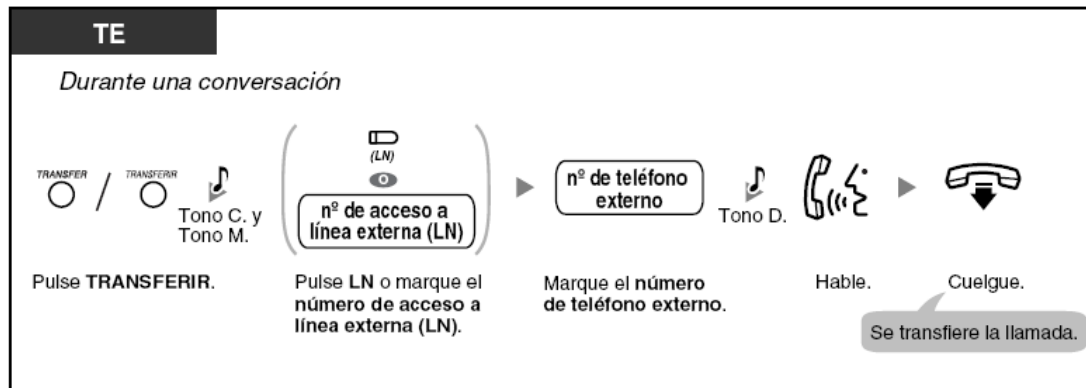 TE
Durante una conversación
TRANSFER / TRANSFERIR
Tono C. y
Tono M.
(LN)
O
nº de acceso a
línea externa (LN)
nº de teléfono
externo
Tono D.
Pulse TRANSFERIR.
Pulse LN o marque el
número de acceso a
línea externa (LN).
Marque el número
de teléfono externo.
Hable.
Cuelgue.
Se transfiere la llamada.